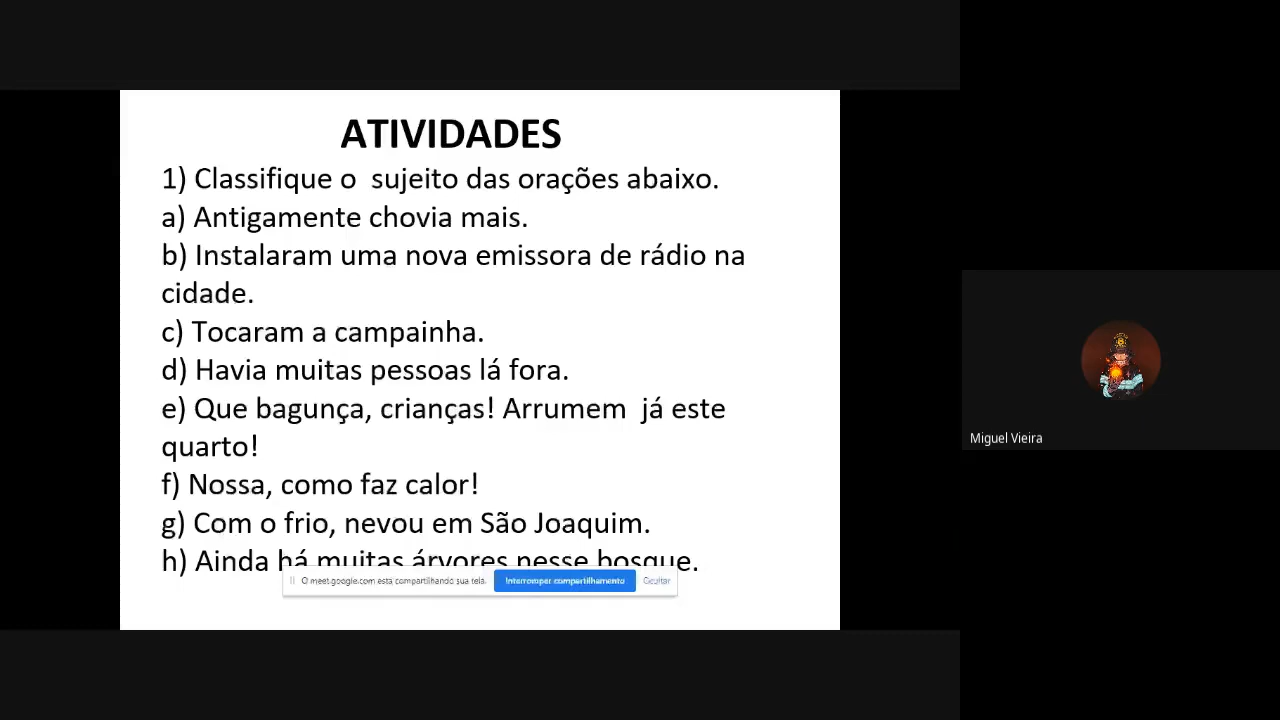 ATIVIDADES
1) Classifique o  sujeito das orações abaixo.
a) Antigamente chovia mais.
b) Instalaram uma nova emissora de rádio na
cidade.
c) Tocaram a campainha.
d) Havia muitas pessoas lá fora.
e) Que bagunça, crianças! Arrumem  já este
quarto!
f) Nossa, como faz calor!
g) Com o frio, nevou em São Joaquim.
h) Ainda há muitas árvores nesse bosque.
O meet.google.com está compartilhando sua tela. Interromper compartilhamento Ocultar
Miguel Vieira